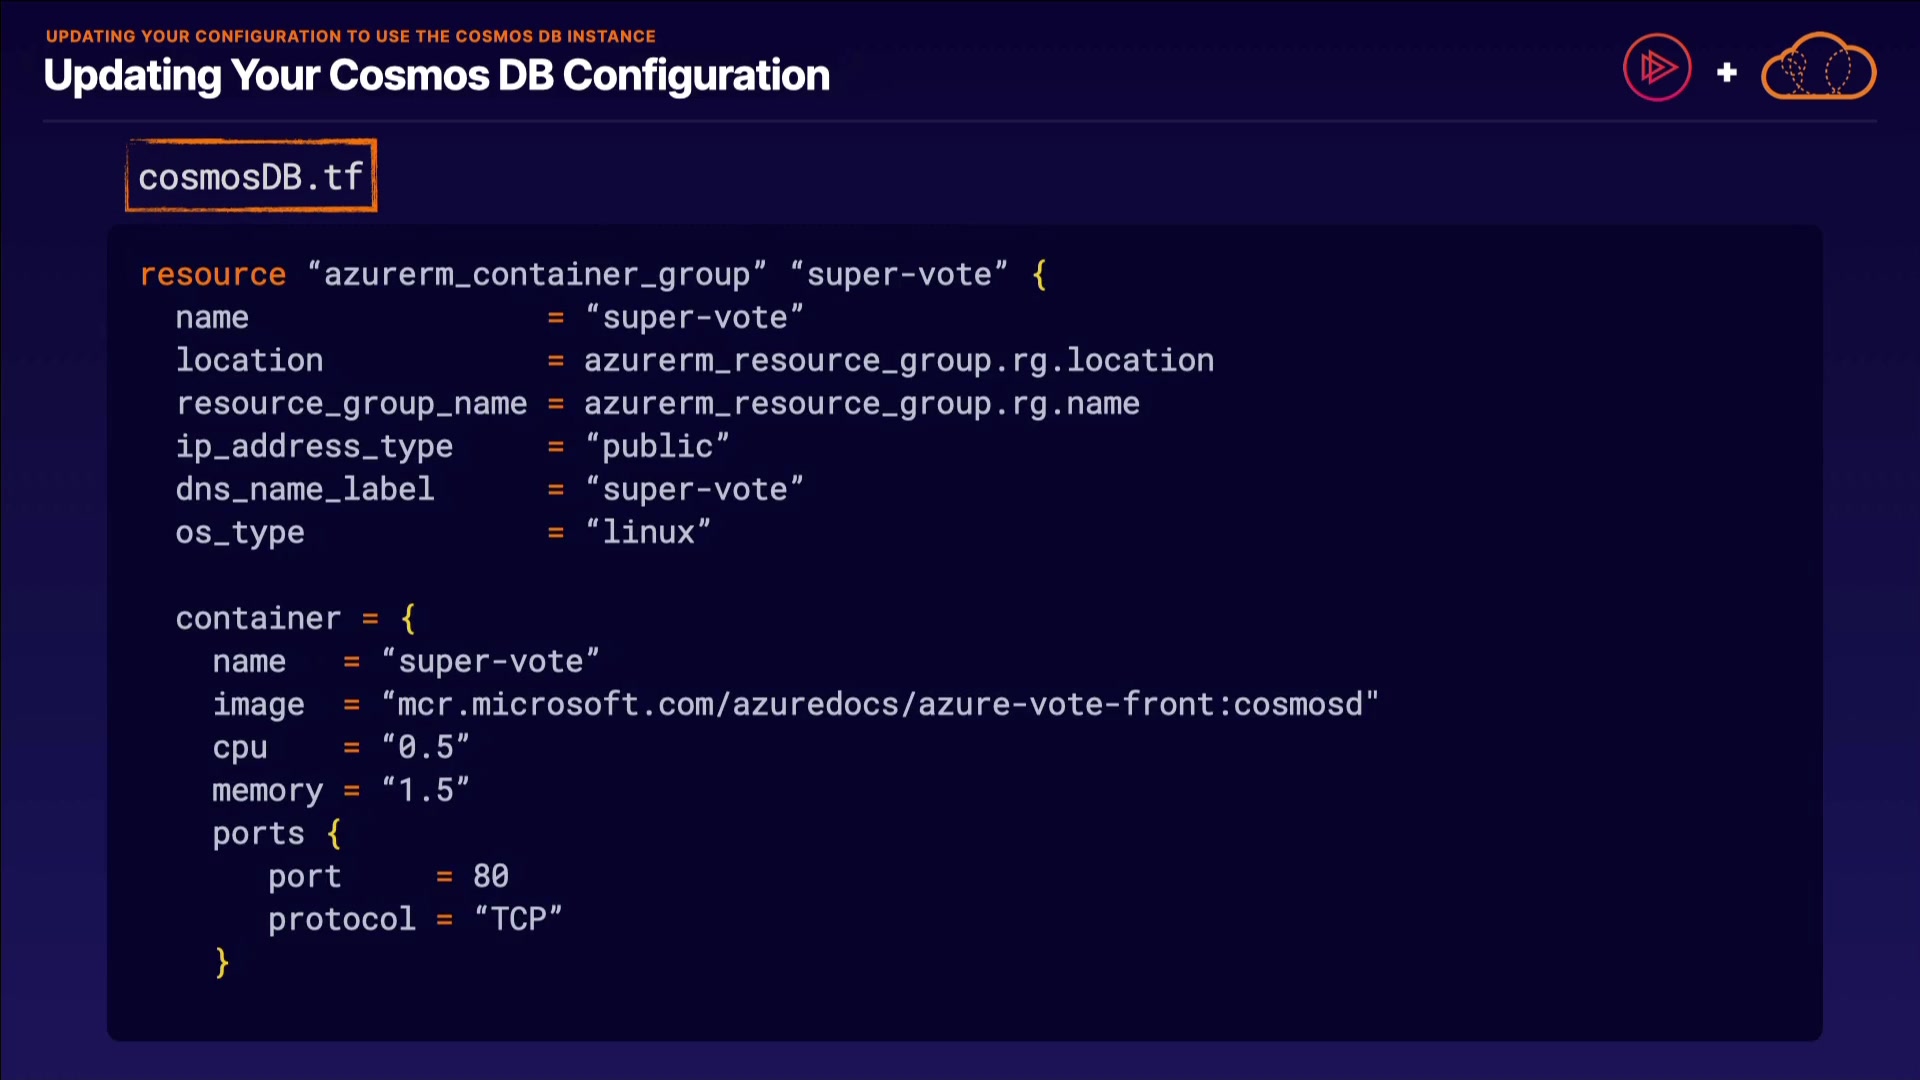 UPDATING YOUR CONFIGURATION TO USE THE COSMOS DB INSTANCE
Updating Your Cosmos DB Configuration
+
cosmosDB.tf
resource “azurerm_container_group” “super-vote” {
  name                = “super-vote”
  location            = azurerm_resource_group.rg.location
  resource_group_name = azurerm_resource_group.rg.name
  ip_address_type     = “public”
  dns_name_label      = “super-vote”
  os_type             = “linux”

  container = {
    name   = “super-vote”
    image  = “mcr.microsoft.com/azuredocs/azure-vote-front:cosmosd"
    cpu    = “0.5”
    memory = “1.5”
    ports {
       port     = 80
       protocol = “TCP”
    }